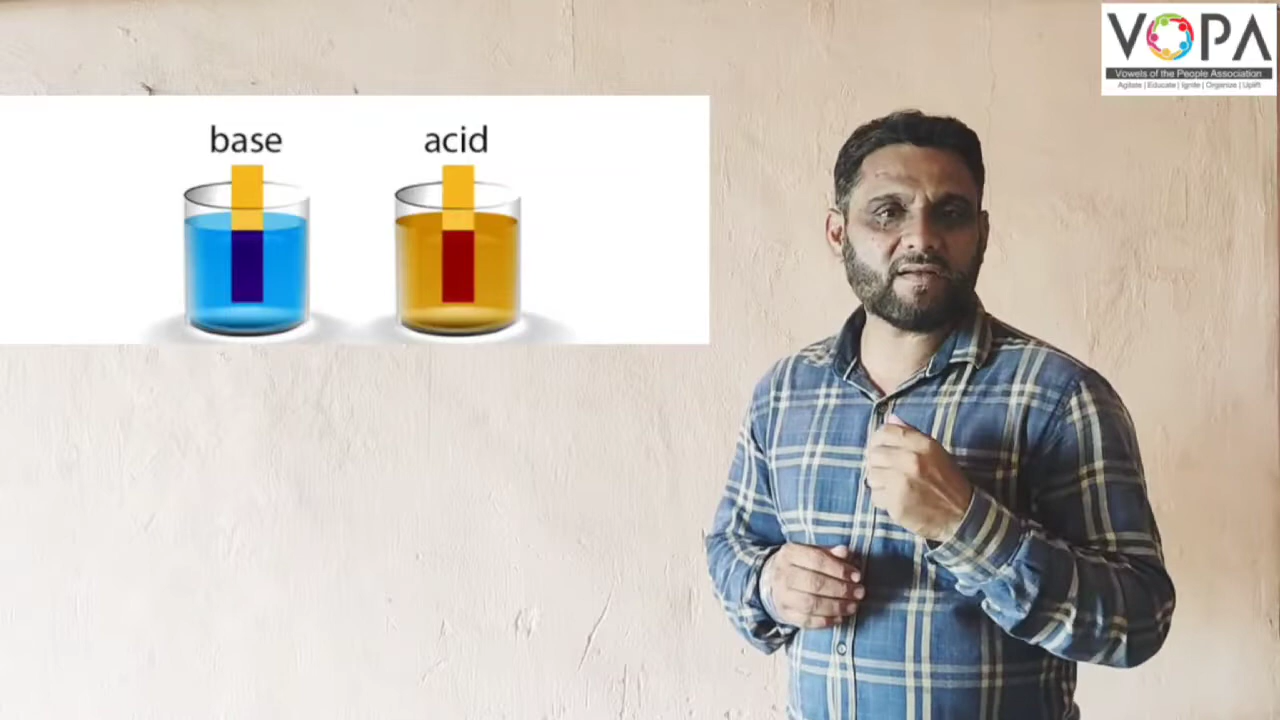 VOPA
Vowels of the People Association
Agitate | Educate | Ignite | Organize | Uplift
base
acid